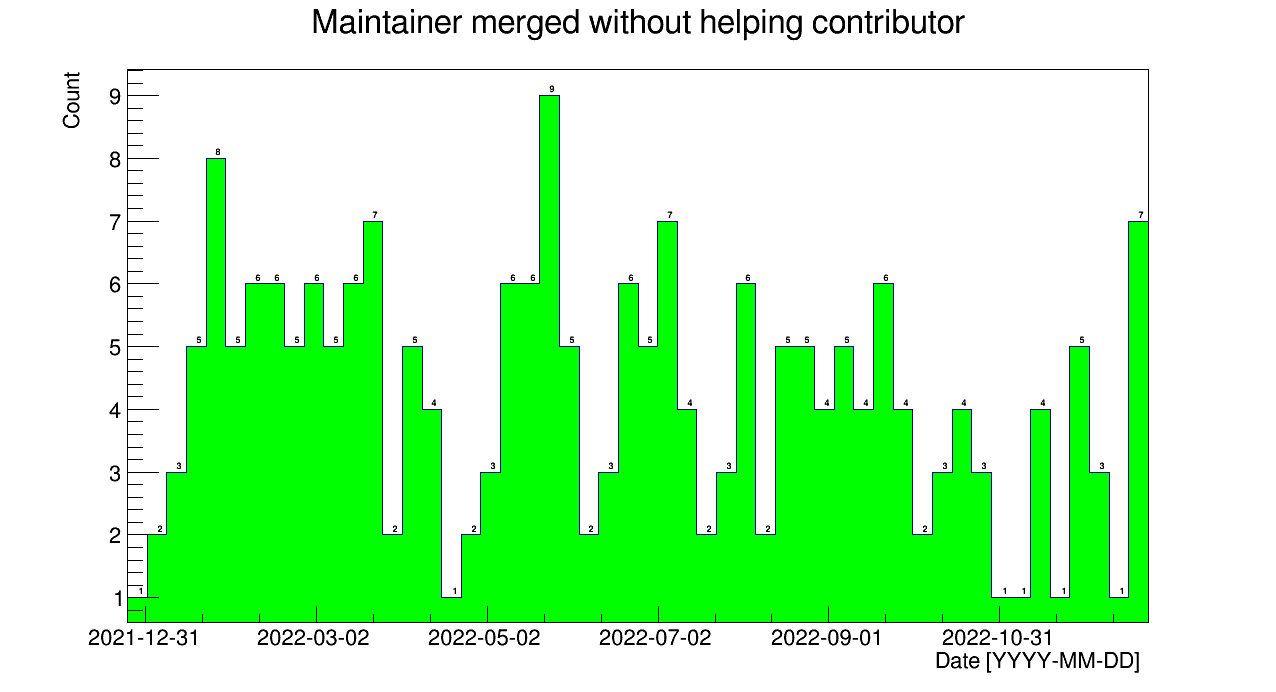 Maintainer merged without helping contributor
Count
9 9
8 8
7 7 7 7
6 6 6 6 6 6 6 6 6 6
5 5 5 5 5 5 5 5 5 5 5 5
4 4 4 4 4 4 4 4
3 3 3 3 3 3 3 3
2 2 2 2 2 2 2 2
1 1 1 1 1 1 1
2021-12-31 2022-03-02 2022-05-02 2022-07-02 2022-09-01 2022-10-31
Date [YYYY-MM-DD]